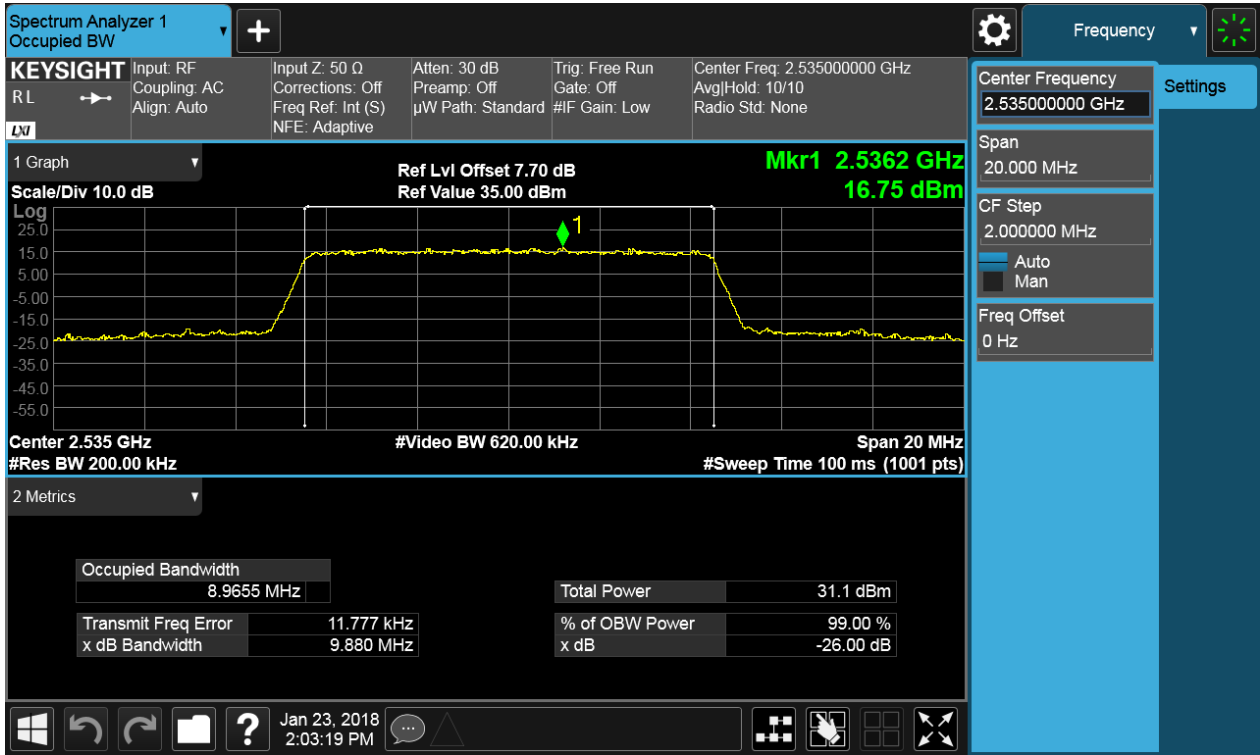 Spectrum Analyzer 1
Occupied BW
Frequency
KEYSIGHT
RL
LXI
Input: RF
Coupling: AC
Align: Auto
Input Z: 50 Ω
Corrections: Off
Freq Ref: Int (S)
NFE: Adaptive
Atten: 30 dB
Preamp: Off
µW Path: Standard
Trig: Free Run
Gate: Off
#IF Gain: Low
Center Freq: 2.535000000 GHz
Avg|Hold: 10/10
Radio Std: None
Center Frequency
2.535000000 GHz
Settings
Span
20.000 MHz
CF Step
2.000000 MHz
Auto
Man
Freq Offset
0 Hz
1 Graph
Scale/Div 10.0 dB
Ref Lvl Offset 7.70 dB
Ref Value 35.00 dBm
Mkr1 2.5362 GHz
16.75 dBm
Log
25.0
15.0
5.00
-5.00
-15.0
-25.0
-35.0
-45.0
-55.0
1
Center 2.535 GHz
#Res BW 200.00 kHz
#Video BW 620.00 kHz
Span 20 MHz
#Sweep Time 100 ms (1001 pts)
2 Metrics
Occupied Bandwidth
8.9655 MHz
Total Power 31.1 dBm
Transmit Freq Error 11.777 kHz
% of OBW Power 99.00 %
x dB Bandwidth 9.880 MHz
x dB -26.00 dB
?
Jan 23, 2018
2:03:19 PM